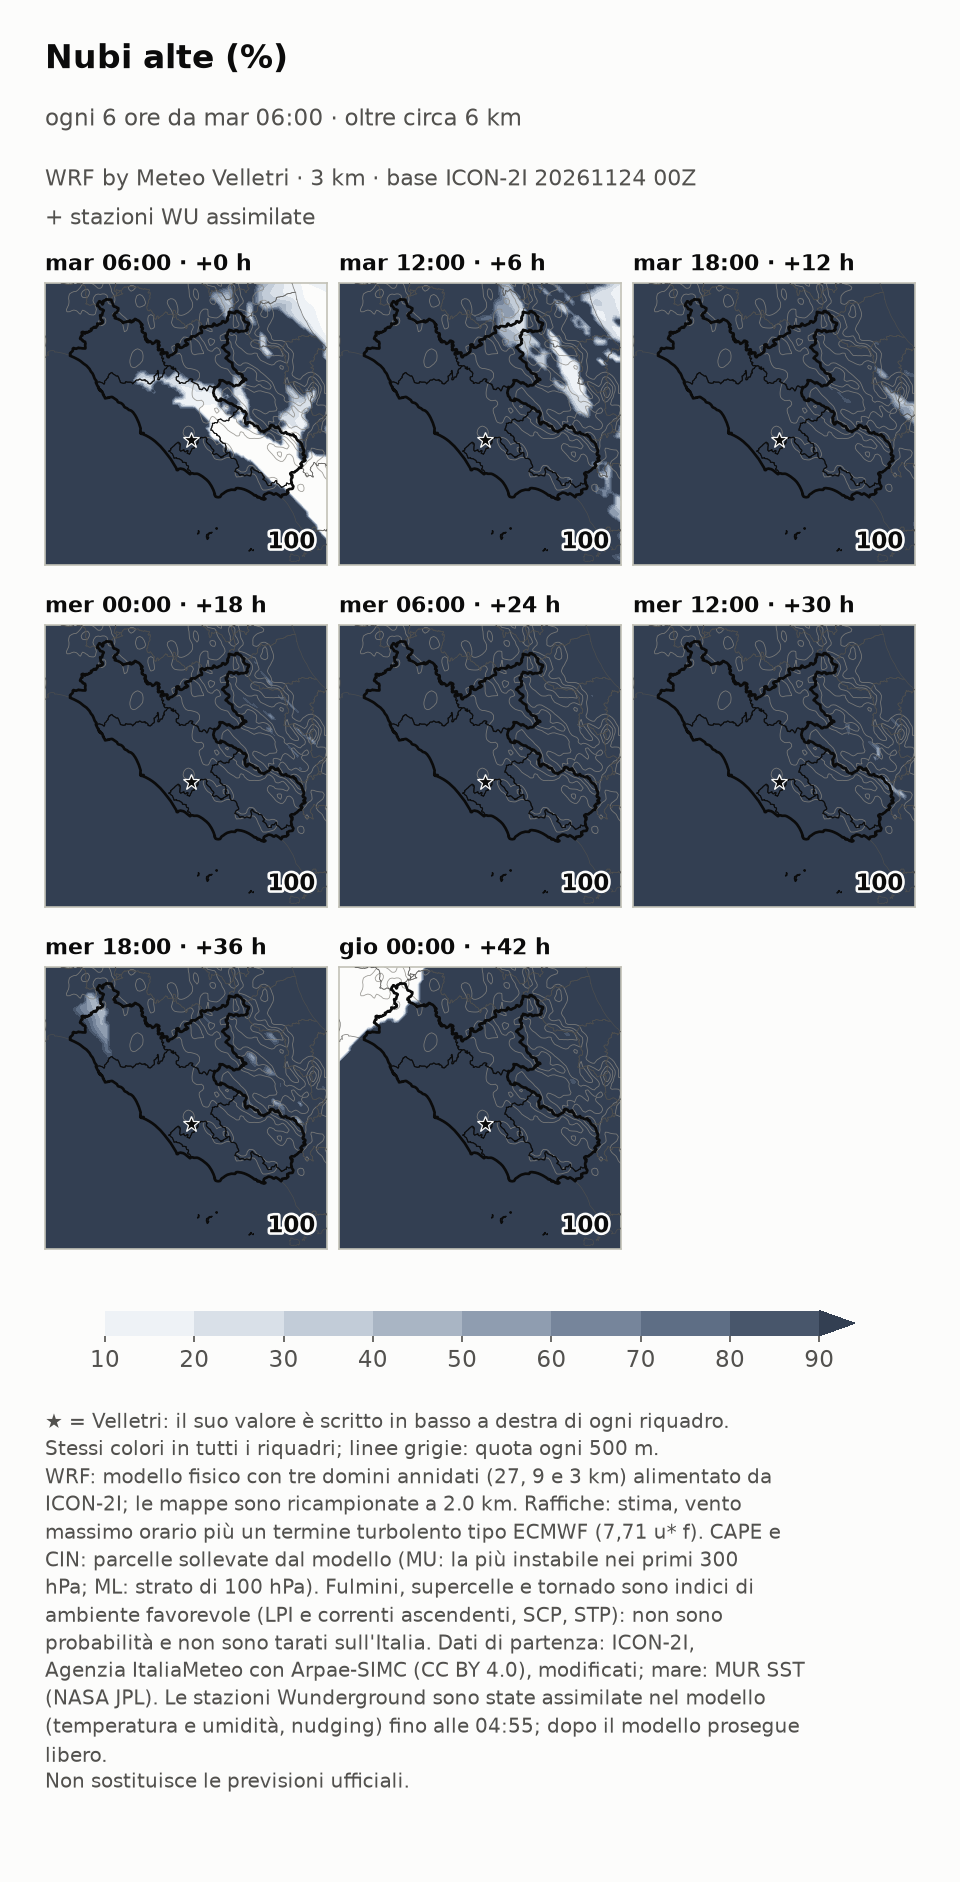 Nubi alte (%)
ogni 6 ore da mar 06:00 · oltre circa 6 km
WRF by Meteo Velletri · 3 km · base ICON-2I 20261124 00Z
+ stazioni WU assimilate
mar 06:00 · +0 h
mar 12:00 · +6 h
mar 18:00 · +12 h
100
100
100
mer 00:00 · +18 h
mer 06:00 · +24 h
mer 12:00 · +30 h
100
100
100
mer 18:00 · +36 h
gio 00:00 · +42 h
100
100
10 20 30 40 50 60 70 80 90
★ = Velletri: il suo valore è scritto in basso a destra di ogni riquadro.
Stessi colori in tutti i riquadri; linee grigie: quota ogni 500 m.
WRF: modello fisico con tre domini annidati (27, 9 e 3 km) alimentato da
ICON-2I; le mappe sono ricampionate a 2.0 km. Raffiche: stima, vento
massimo orario più un termine turbolento tipo ECMWF (7,71 u* f). CAPE e
CIN: parcelle sollevate dal modello (MU: la più instabile nei primi 300
hPa; ML: strato di 100 hPa). Fulmini, supercelle e tornado sono indici di
ambiente favorevole (LPI e correnti ascendenti, SCP, STP): non sono
probabilità e non sono tarati sull'Italia. Dati di partenza: ICON-2I,
Agenzia ItaliaMeteo con Arpae-SIMC (CC BY 4.0), modificati; mare: MUR SST
(NASA JPL). Le stazioni Wunderground sono state assimilate nel modello
(temperatura e umidità, nudging) fino alle 04:55; dopo il modello prosegue
libero.
Non sostituisce le previsioni ufficiali.